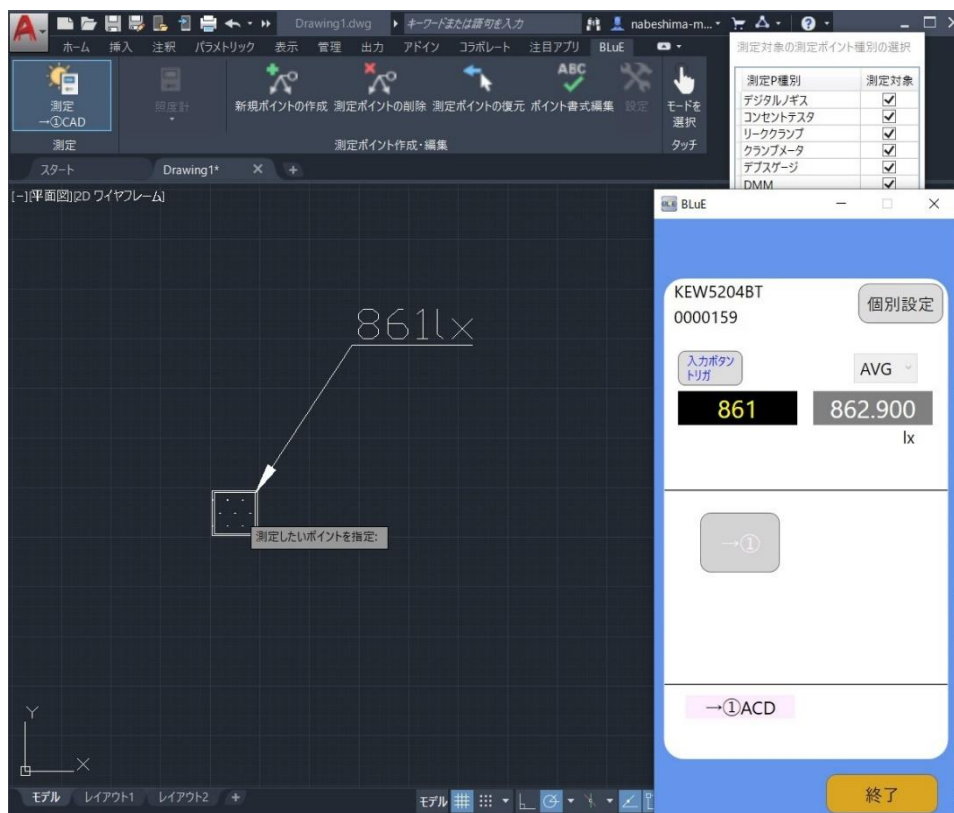 Drawing1.dwg
キーワードまたは語句を入力
nabeshima-m...
ホーム 挿入 注釈 パラメトリック 表示 管理 出力 アドイン コラボレート 注目アプリ BLuE
測定
→①CAD
照度計
新規ポイントの作成 測定ポイントの削除 測定ポイントの復元 ポイント書式編集 設定
ABC
モードを
選択
測定
測定ポイント作成・編集
タッチ
スタート
Drawing1*
[−][平面図][2D ワイヤフレーム]
測定対象の測定ポイント種別の選択
測定P種別 測定対象
デジタルノギス
コンセントテスタ
リーククランプ
クランプメータ
デプスゲージ
DMM
BLuE
KEW5204BT
0000159
個別設定
入力ボタン
トリガ
AVG
861
862.900
lx
→①
→①ACD
終了
861lx
測定したいポイントを指定:
Y
X
モデル レイアウト1 レイアウト2 +
モデル